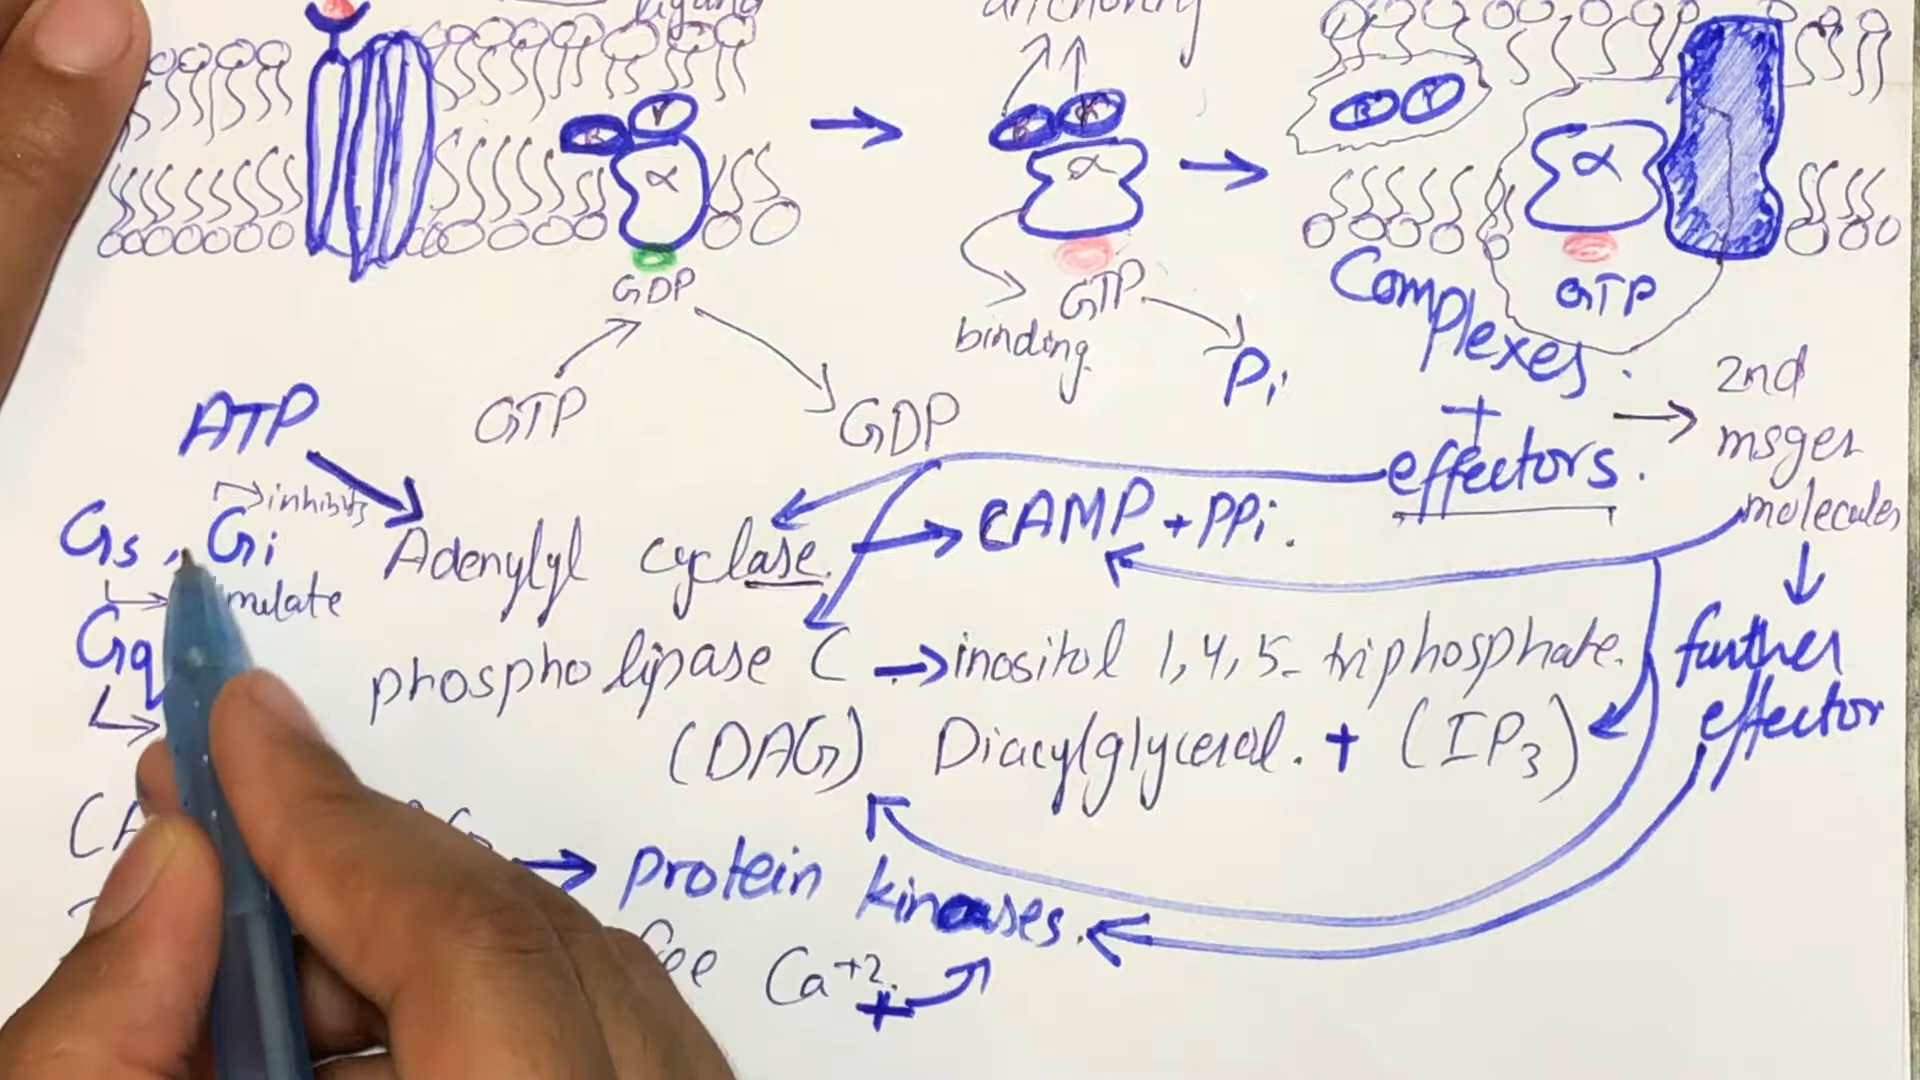 ligand
anchoring
β γ
α
GDP
β γ
α
GTP
binding
Pi
β γ
α
GTP
Complexes.
+
effectors.
2nd
msger
molecules
further
effector
GTP
GDP
ATP
Gs, Gi
inhibits
Gq
Adenylyl cyclase.
CAMP + PPi.
phospholipase C → inositol 1,4,5-triphosphate.
(DAG) Diacylglycerol. + (IP3)
protein kinases.
Ca+2.
+